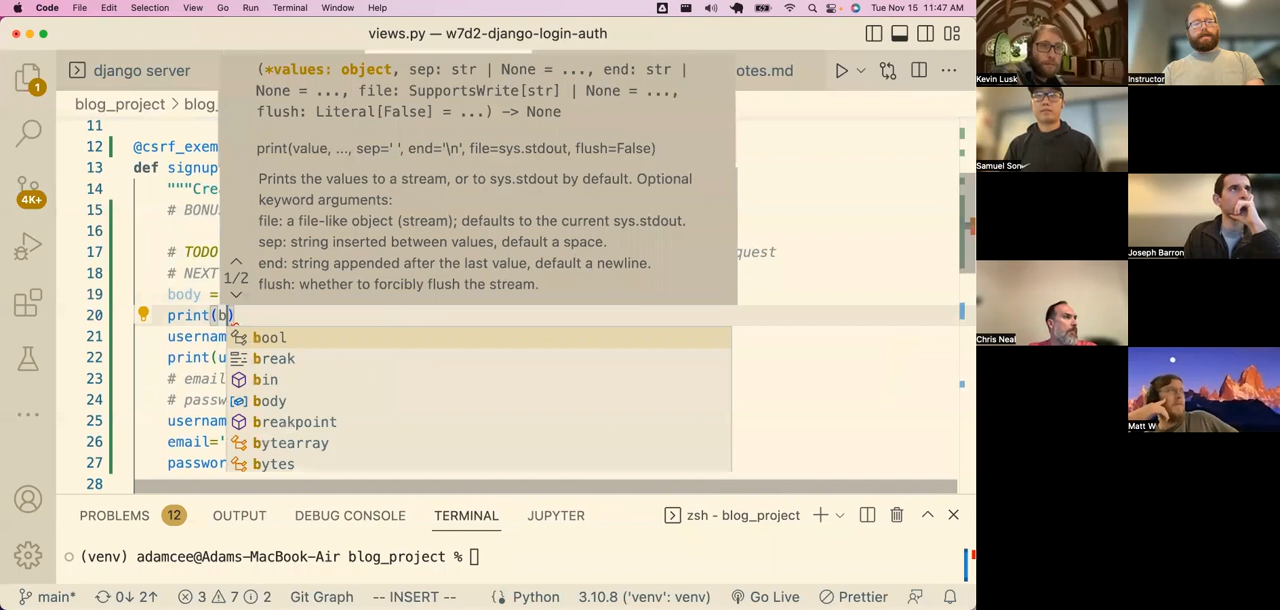 Code File Edit Selection View Go Run Terminal Window Help Tue Nov 15 11:47 AM
views.py — w7d2-django-login-auth
django server
otes.md
blog_project > blog_
(*values: object, sep: str | None = ..., end: str |
None = ..., file: SupportsWrite[str] | None = ...,
flush: Literal[False] = ...) -> None
print(value, ..., sep=' ', end='\n', file=sys.stdout, flush=False)
Prints the values to a stream, or to sys.stdout by default. Optional
keyword arguments:
file: a file-like object (stream); defaults to the current sys.stdout.
sep: string inserted between values, default a space.
end: string appended after the last value, default a newline.
flush: whether to forcibly flush the stream.
1/2
11
12 @csrf_exem
13 def signup
14 """Cre
15 # BONU
16
17 # TODO quest
18 # NEXT
19 body =
20 print(b)
21 usernam
22 print(u
23 # email
24 # passw
25 usernam
26 email='
27 passwor
28
bool
break
bin
body
breakpoint
bytearray
bytes
1
4K+
PROBLEMS 12 OUTPUT DEBUG CONSOLE TERMINAL JUPYTER zsh - blog_project
(venv) adamcee@Adams-MacBook-Air blog_project %
main* 0↓ 2↑ 3 7 2 Git Graph -- INSERT -- Python 3.10.8 ('venv': venv) Go Live Prettier
Kevin Lusk
Instructor
Samuel Son
Joseph Barron
Chris Neal
Matt W